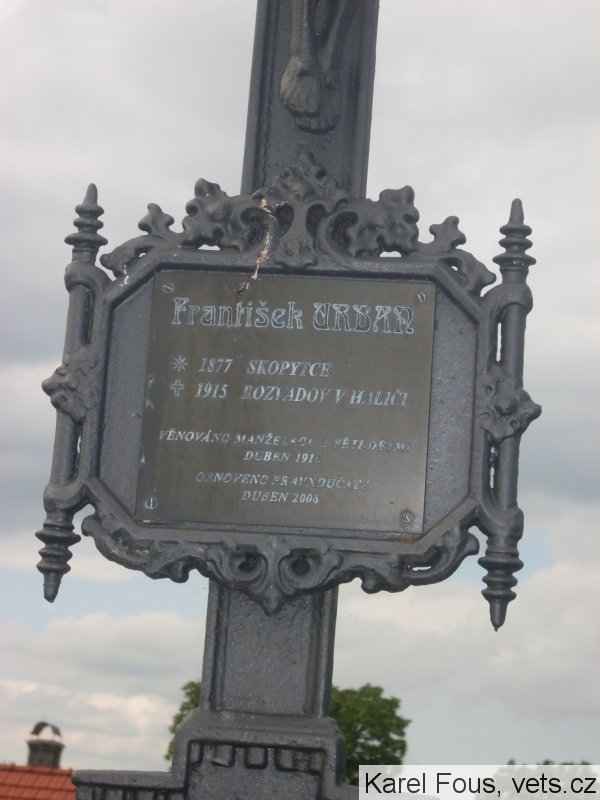 František URBAN
* 1877 SKOPYTCE
✝ 1915 ROZVADOV V HALIČI
VĚNOVÁNO MANŽELKOU S PĚTI DĚTMI
DUBEN 1916
OBNOVENO PRAVNOUČATY
DUBEN 2006
Karel Fous, vets.cz